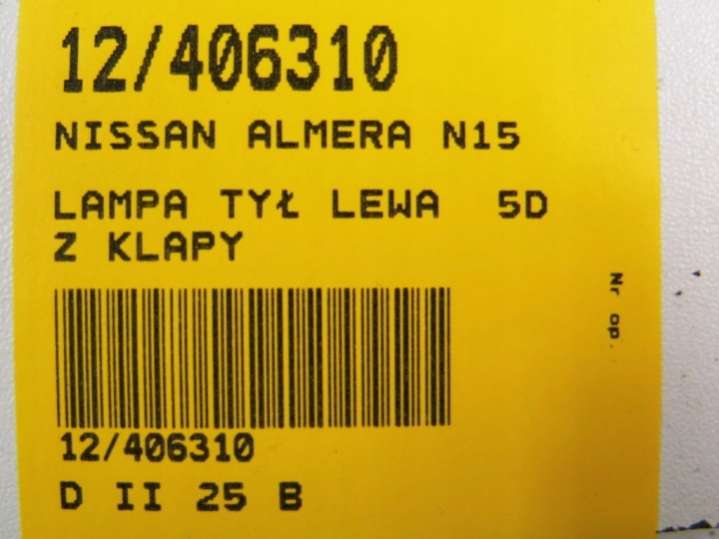 12/406310
NISSAN ALMERA N15
LAMPA TYŁ LEWA 5D
Z KLAPY
Nr op.
12/406310
D II 25 B